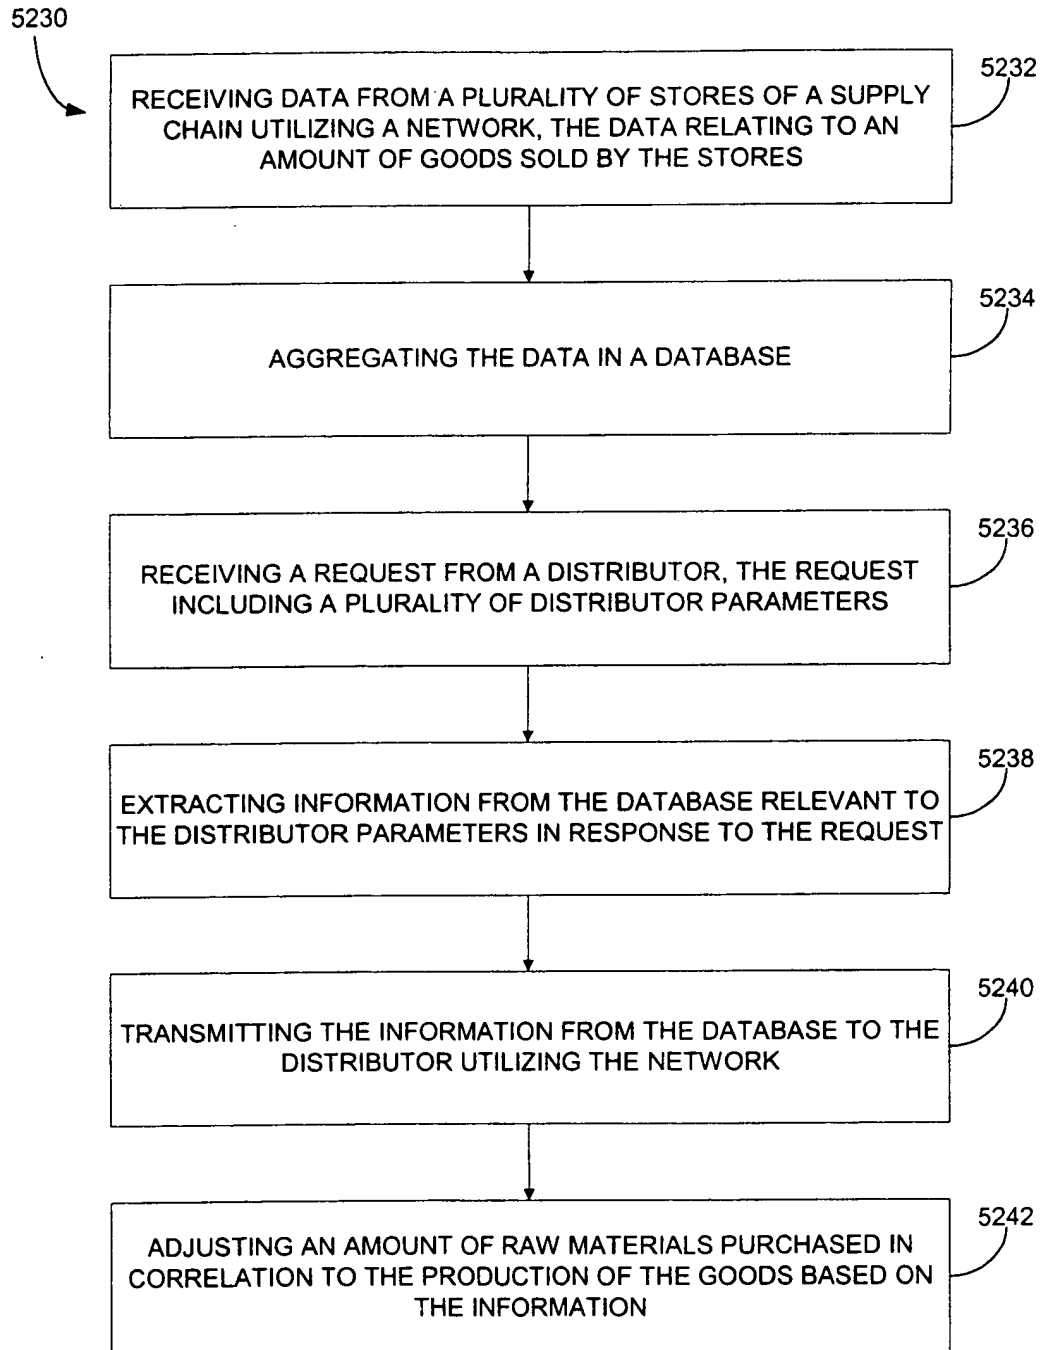 5230
5232
RECEIVING DATA FROM A PLURALITY OF STORES OF A SUPPLY
CHAIN UTILIZING A NETWORK, THE DATA RELATING TO AN
AMOUNT OF GOODS SOLD BY THE STORES
5234
AGGREGATING THE DATA IN A DATABASE
5236
RECEIVING A REQUEST FROM A DISTRIBUTOR, THE REQUEST
INCLUDING A PLURALITY OF DISTRIBUTOR PARAMETERS
5238
EXTRACTING INFORMATION FROM THE DATABASE RELEVANT TO
THE DISTRIBUTOR PARAMETERS IN RESPONSE TO THE REQUEST
5240
TRANSMITTING THE INFORMATION FROM THE DATABASE TO THE
DISTRIBUTOR UTILIZING THE NETWORK
5242
ADJUSTING AN AMOUNT OF RAW MATERIALS PURCHASED IN
CORRELATION TO THE PRODUCTION OF THE GOODS BASED ON
THE INFORMATION